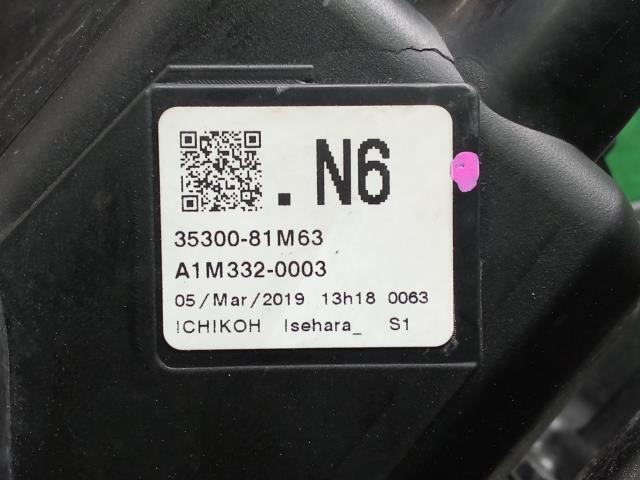 . N6
35300-81M63
A1M332-0003
05/Mar/2019 13h18 0063
ICHIKOH Isehara_ S1